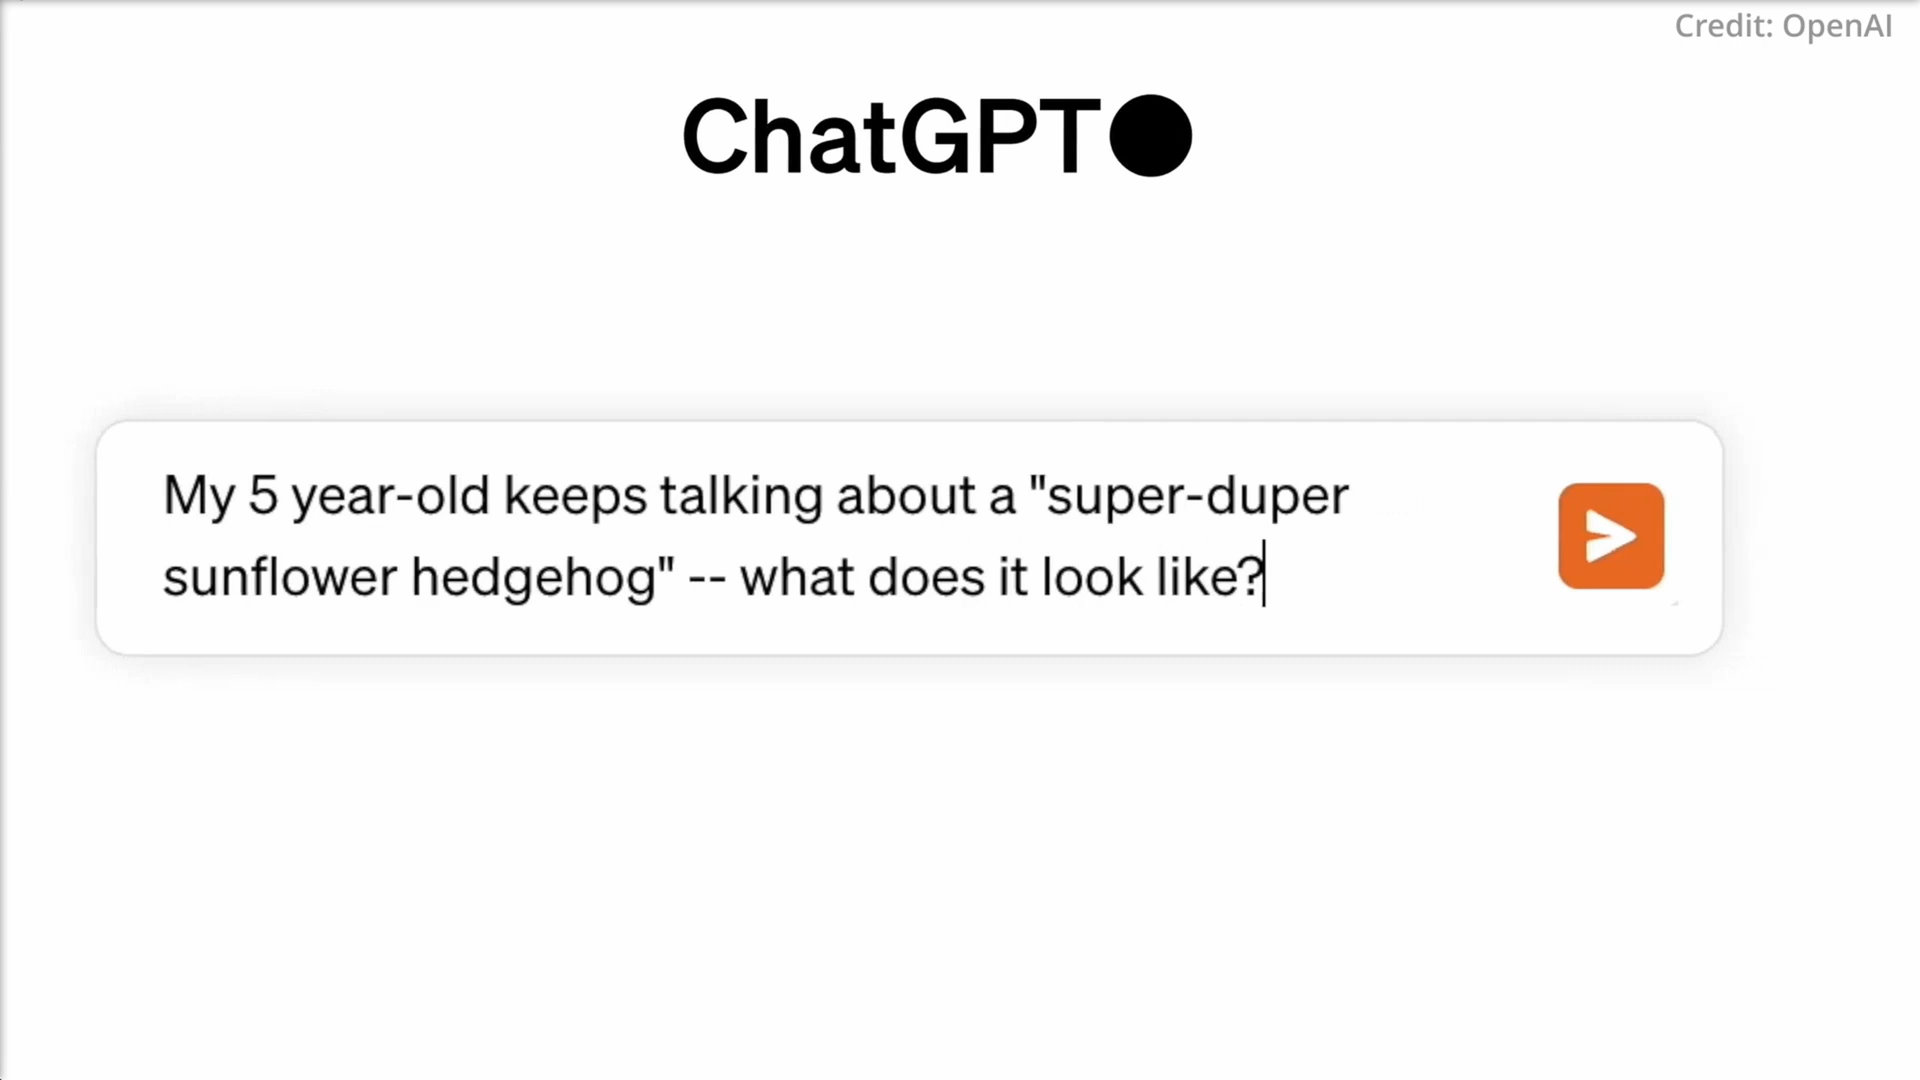 Credit: OpenAI
ChatGPT
My 5 year-old keeps talking about a "super-duper
sunflower hedgehog" -- what does it look like?